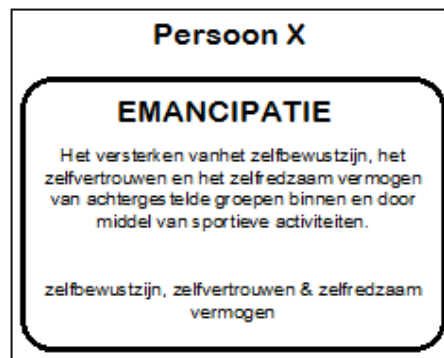 Persoon X
EMANCIPATIE
Het versterken vanhet zelfbewustzijn, het
zelfvertrouwen en het zelfredzaam vermogen
van achtergestelde groepen binnen en door
middel van sportieve activiteiten.
zelfbewustzijn, zelfvertrouwen & zelfredzaam
vermogen